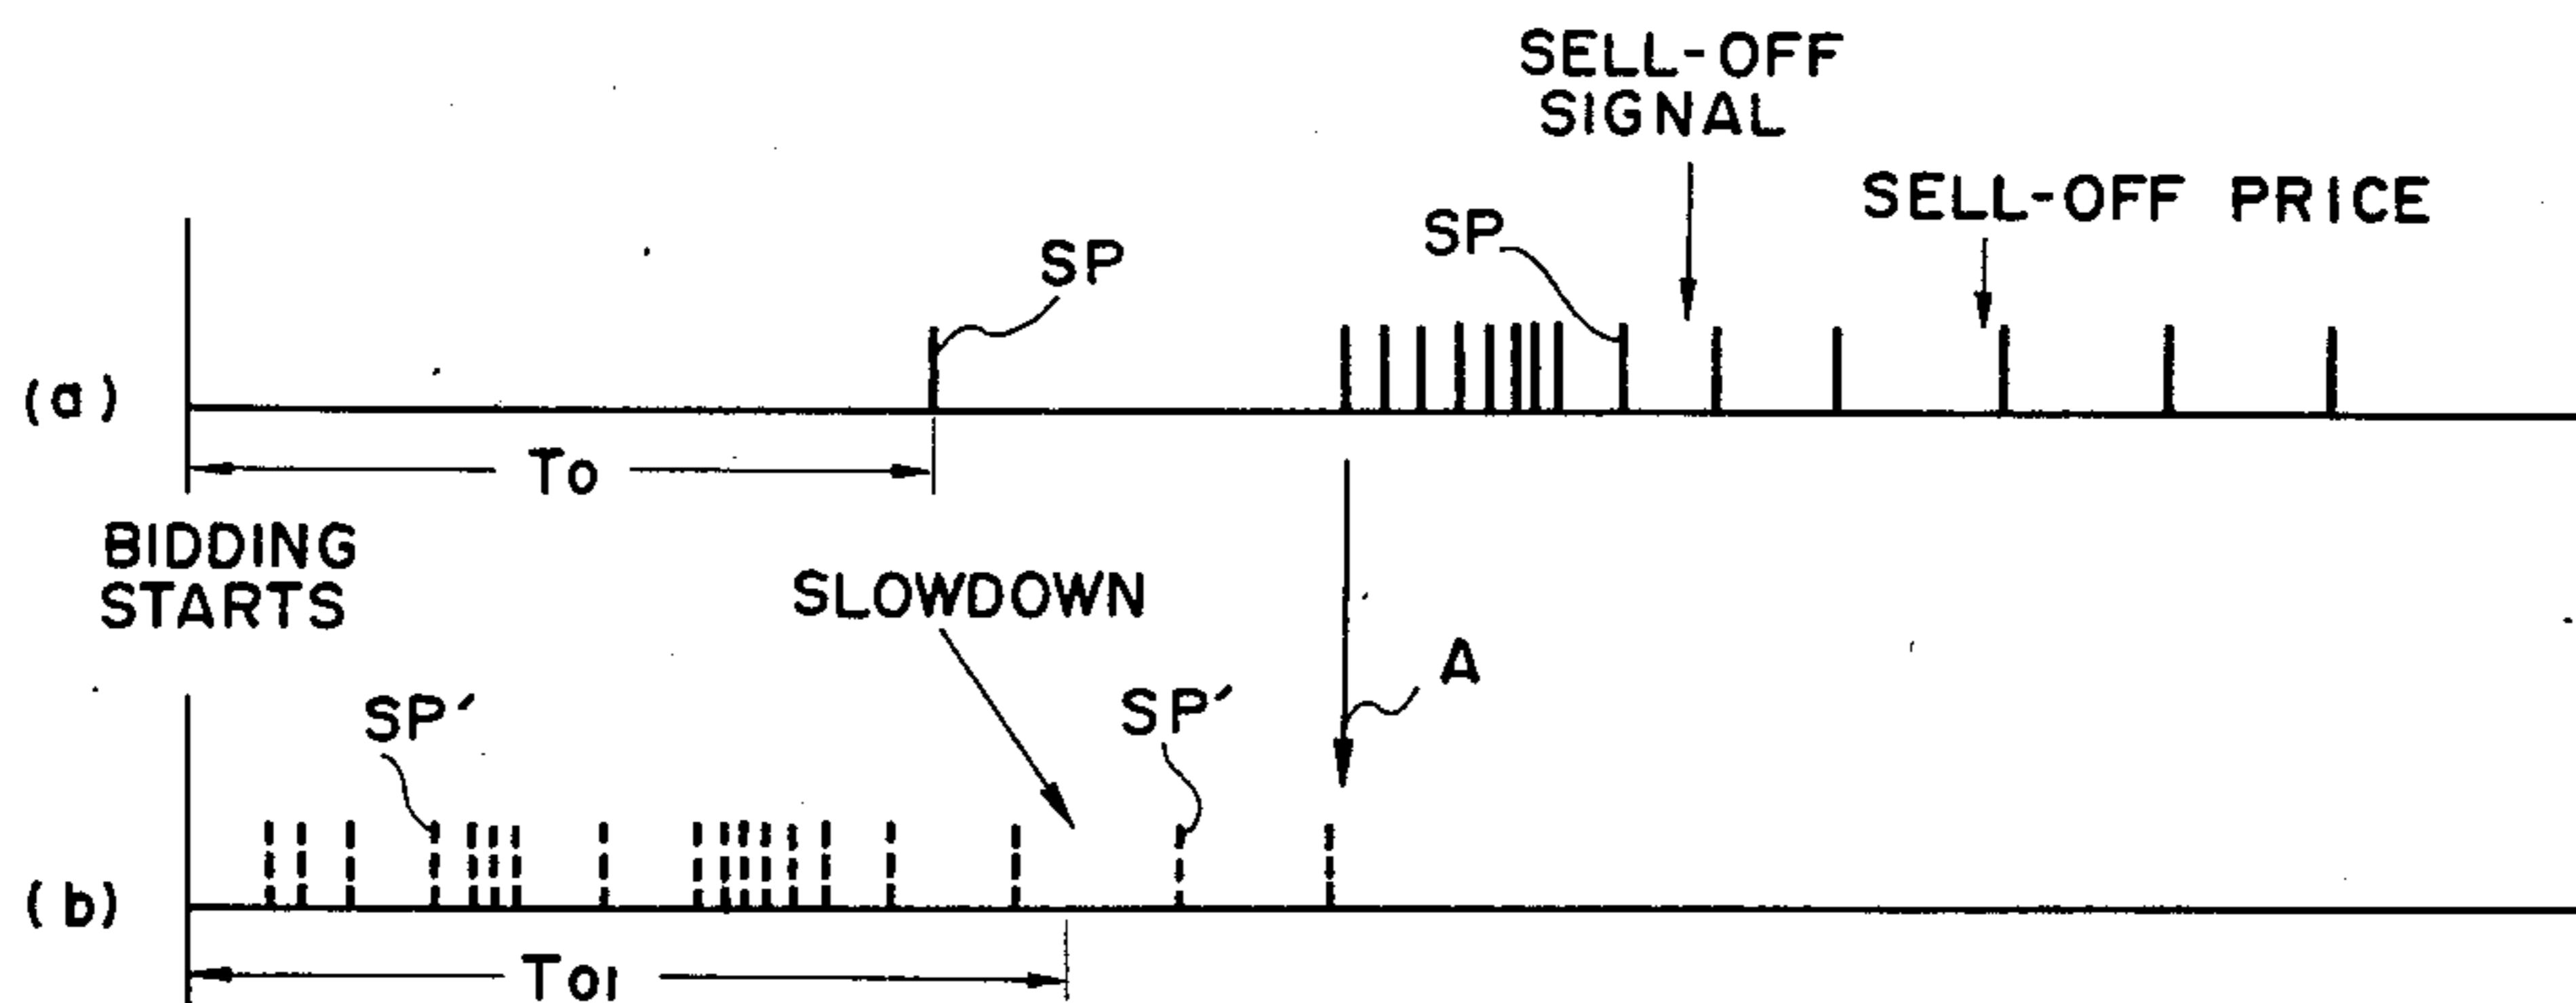 SELL-OFF
SIGNAL
SELL-OFF PRICE
SP
SP
(a)
To
BIDDING
STARTS
SLOWDOWN
A
SP'
SP'
(b)
To1